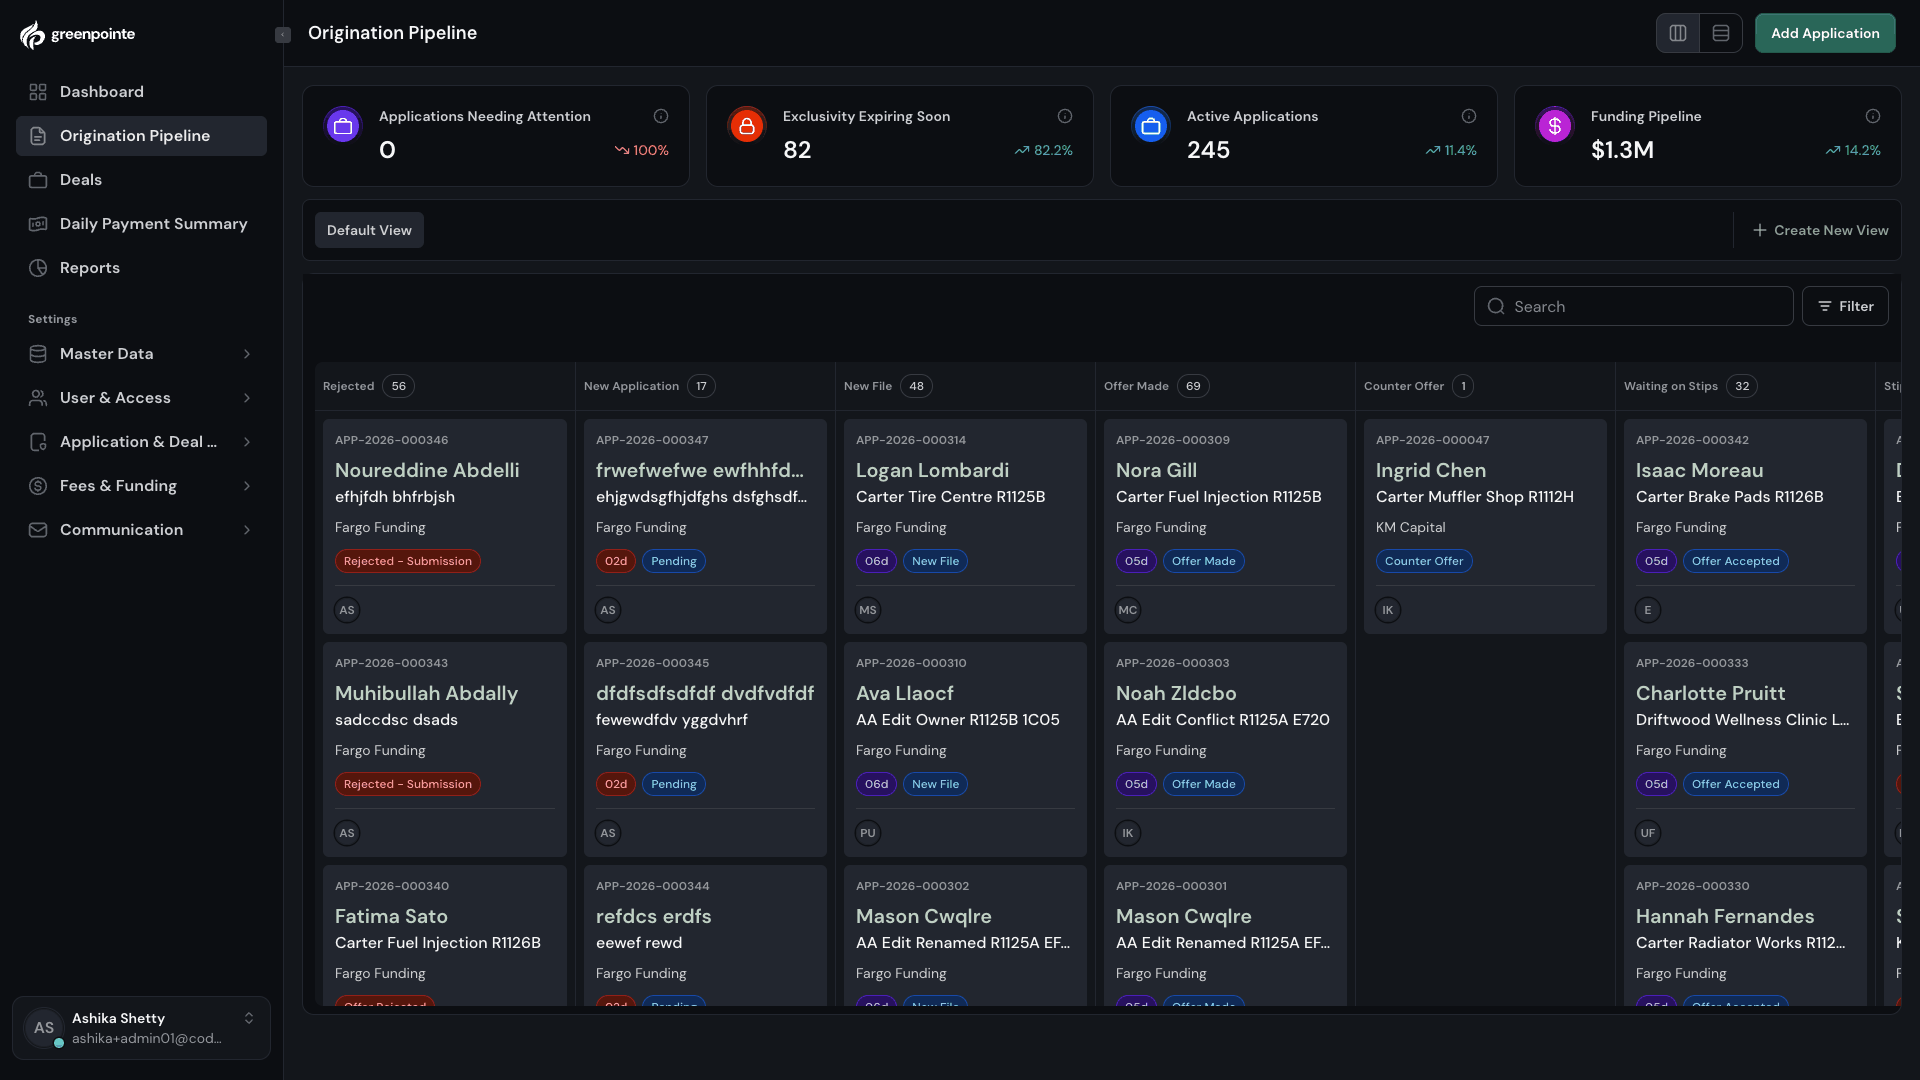 greenpointe
Dashboard
Origination Pipeline
Deals
Daily Payment Summary
Reports
Settings
Master Data
User & Access
Application & Deal ...
Fees & Funding
Communication
AS
Ashika Shetty
ashika+admin01@cod...
Origination Pipeline
Add Application
Applications Needing Attention
0
100%
Exclusivity Expiring Soon
82
82.2%
Active Applications
245
11.4%
Funding Pipeline
$1.3M
14.2%
Default View
Create New View
Search
Filter
Rejected 56
APP-2026-000346
Noureddine Abdelli
efhjfdh bhfrbjsh
Fargo Funding
Rejected - Submission
AS
APP-2026-000343
Muhibullah Abdally
sadccdsc dsads
Fargo Funding
Rejected - Submission
AS
APP-2026-000340
Fatima Sato
Carter Fuel Injection R1126B
Fargo Funding
Offer Rejected
New Application 17
APP-2026-000347
frwefwefwe ewfhhfd...
ehjgwdsgfhjdfghs dsfghsdf...
Fargo Funding
02d Pending
AS
APP-2026-000345
dfdfsdfsdfdf dvdfvdfdf
fewewdfdv yggdvhrf
Fargo Funding
02d Pending
AS
APP-2026-000344
refdcs erdfs
eewef rewd
Fargo Funding
02d Pending
New File 48
APP-2026-000314
Logan Lombardi
Carter Tire Centre R1125B
Fargo Funding
06d New File
MS
APP-2026-000310
Ava Llaocf
AA Edit Owner R1125B 1C05
Fargo Funding
06d New File
PU
APP-2026-000302
Mason Cwqlre
AA Edit Renamed R1125A EF...
Fargo Funding
06d New File
Offer Made 69
APP-2026-000309
Nora Gill
Carter Fuel Injection R1125B
Fargo Funding
05d Offer Made
MC
APP-2026-000303
Noah Zldcbo
AA Edit Conflict R1125A E720
Fargo Funding
05d Offer Made
IK
APP-2026-000301
Mason Cwqlre
AA Edit Renamed R1125A EF...
Fargo Funding
05d Offer Made
Counter Offer 1
APP-2026-000047
Ingrid Chen
Carter Muffler Shop R1112H
KM Capital
Counter Offer
IK
Waiting on Stips 32
APP-2026-000342
Isaac Moreau
Carter Brake Pads R1126B
Fargo Funding
05d Offer Accepted
E
APP-2026-000333
Charlotte Pruitt
Driftwood Wellness Clinic L...
Fargo Funding
05d Offer Accepted
UF
APP-2026-000330
Hannah Fernandes
Carter Radiator Works R112...
Fargo Funding
05d Offer Accepted